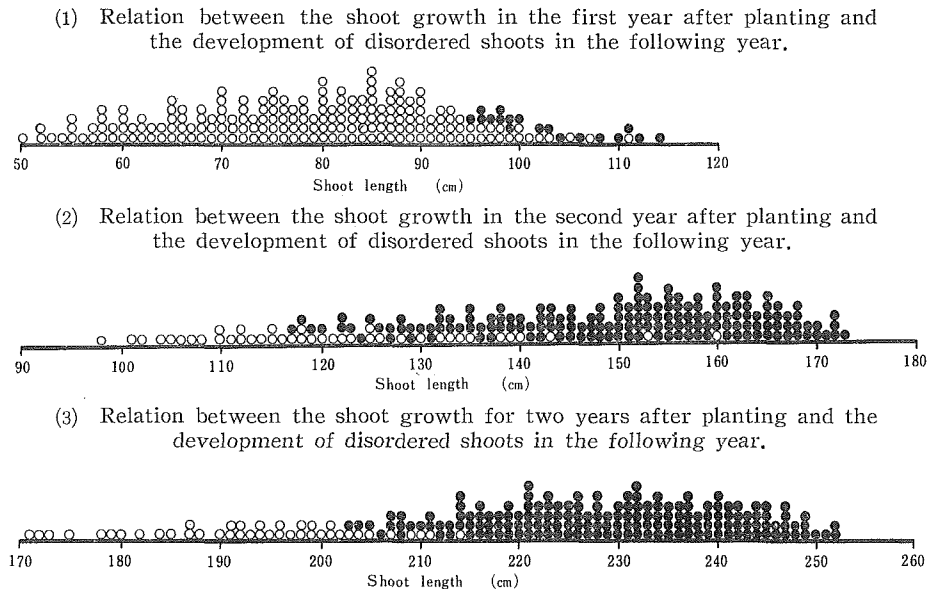 (1) Relation between the shoot growth in the first year after planting and
the development of disordered shoots in the following year.
50 60 70 80 90 100 110 120
Shoot length (cm)
(2) Relation between the shoot growth in the second year after planting and
the development of disordered shoots in the following year.
90 100 110 120 130 140 150 160 170 180
Shoot length (cm)
(3) Relation between the shoot growth for two years after planting and the
development of disordered shoots in the following year.
170 180 190 200 210 220 230 240 250 260
Shoot length (cm)